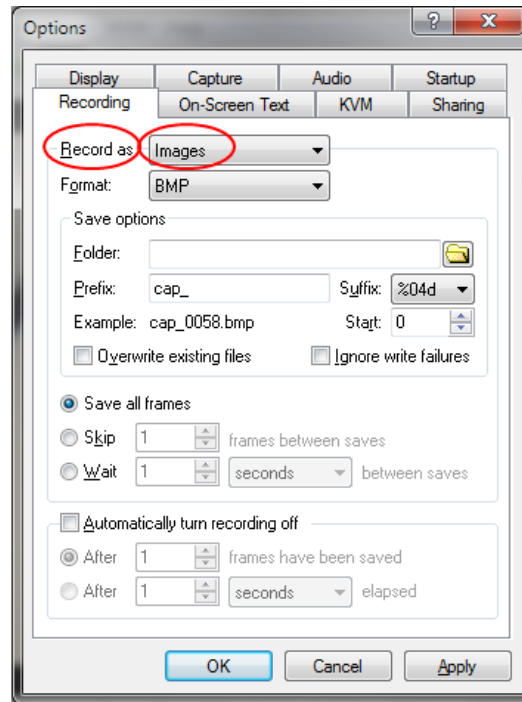 Options
Display Capture Audio Startup
Recording On-Screen Text KVM Sharing
Record as: Images
Format: BMP
Save options
Folder:
Prefix: cap_ Suffix: %04d
Example: cap_0058.bmp Start: 0
Overwrite existing files Ignore write failures
Save all frames
Skip 1 frames between saves
Wait 1 seconds between saves
Automatically turn recording off
After 1 frames have been saved
After 1 seconds elapsed
OK Cancel Apply